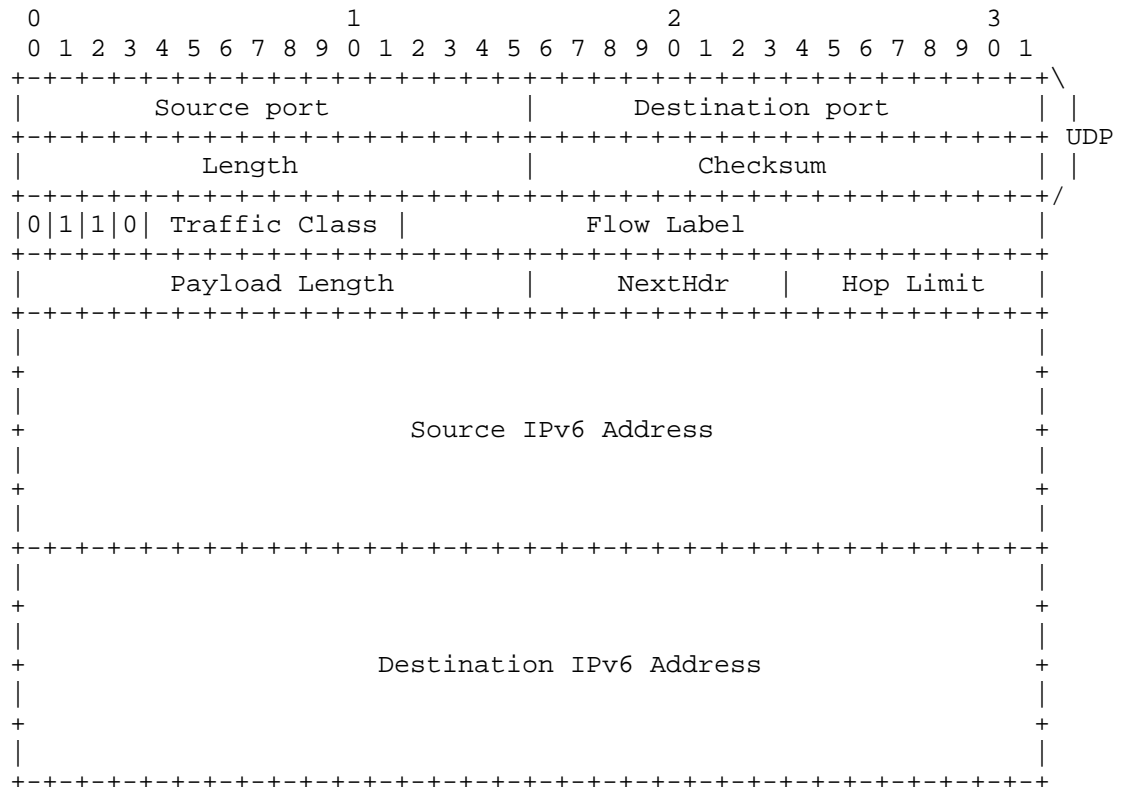 0                   1                   2                   3
 0 1 2 3 4 5 6 7 8 9 0 1 2 3 4 5 6 7 8 9 0 1 2 3 4 5 6 7 8 9 0 1
+-+-+-+-+-+-+-+-+-+-+-+-+-+-+-+-+-+-+-+-+-+-+-+-+-+-+-+-+-+-+-+-+\
|        Source port            |      Destination port         | |
+-+-+-+-+-+-+-+-+-+-+-+-+-+-+-+-+-+-+-+-+-+-+-+-+-+-+-+-+-+-+-+-+ UDP
|           Length              |          Checksum             | |
+-+-+-+-+-+-+-+-+-+-+-+-+-+-+-+-+-+-+-+-+-+-+-+-+-+-+-+-+-+-+-+-+/
|0|1|1|0| Traffic Class |           Flow Label                  |
+-+-+-+-+-+-+-+-+-+-+-+-+-+-+-+-+-+-+-+-+-+-+-+-+-+-+-+-+-+-+-+-+
|         Payload Length        |     NextHdr   |   Hop Limit   |
+-+-+-+-+-+-+-+-+-+-+-+-+-+-+-+-+-+-+-+-+-+-+-+-+-+-+-+-+-+-+-+-+
|                                                               |
+                                                               +
|                                                               |
+                        Source IPv6 Address                    +
|                                                               |
+                                                               +
|                                                               |
+-+-+-+-+-+-+-+-+-+-+-+-+-+-+-+-+-+-+-+-+-+-+-+-+-+-+-+-+-+-+-+-+
|                                                               |
+                                                               +
|                                                               |
+                      Destination IPv6 Address                 +
|                                                               |
+                                                               +
|                                                               |
+-+-+-+-+-+-+-+-+-+-+-+-+-+-+-+-+-+-+-+-+-+-+-+-+-+-+-+-+-+-+-+-+